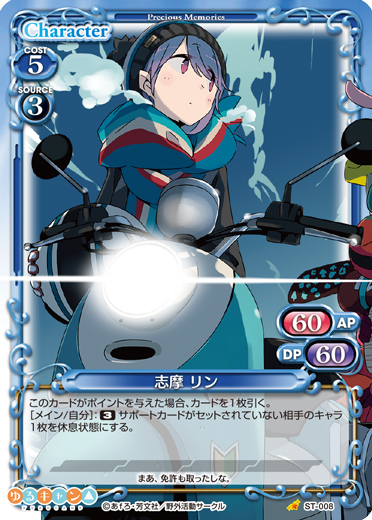 Precious Memories
Character
COST
5
SOURCE
3
60 AP
DP 60
志摩 リン
このカードがポイントを与えた場合、カードを1枚引く。
[メイン/自分]:3 サポートカードがセットされていない相手のキャラ
1枚を休息状態にする。
まあ、免許も取ったしな。
ゆるキャン△
©あfろ・芳文社/野外活動サークル
ST-008